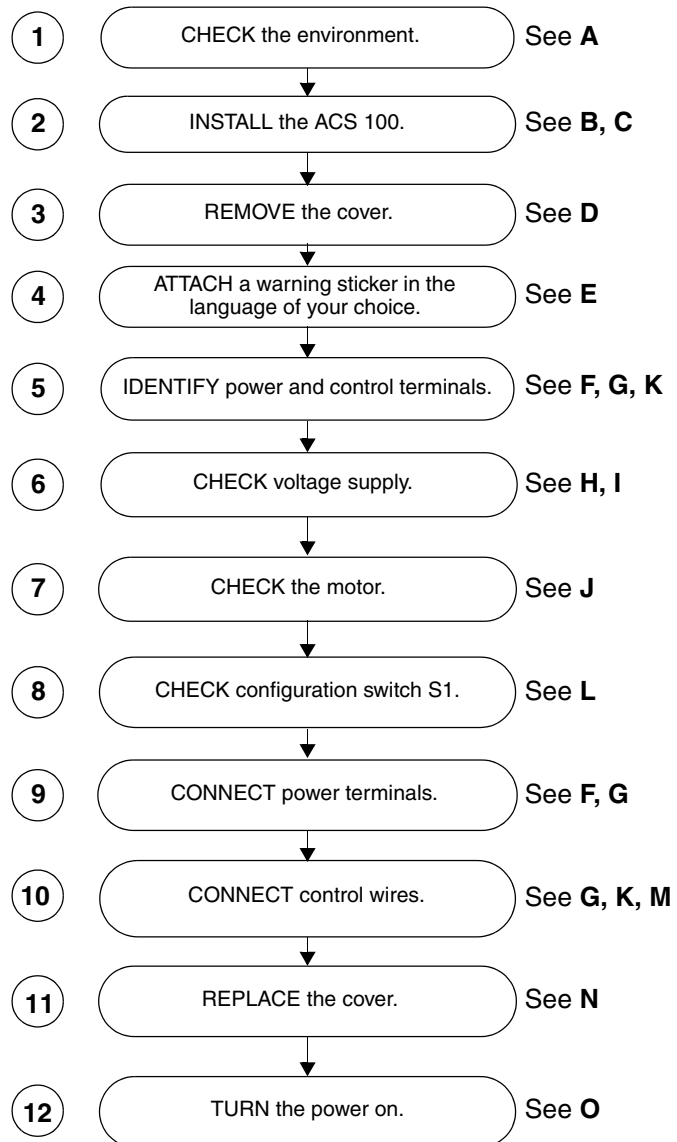 1 CHECK the environment. See A
2 INSTALL the ACS 100. See B, C
3 REMOVE the cover. See D
4 ATTACH a warning sticker in the
language of your choice. See E
5 IDENTIFY power and control terminals. See F, G, K
6 CHECK voltage supply. See H, I
7 CHECK the motor. See J
8 CHECK configuration switch S1. See L
9 CONNECT power terminals. See F, G
10 CONNECT control wires. See G, K, M
11 REPLACE the cover. See N
12 TURN the power on. See O